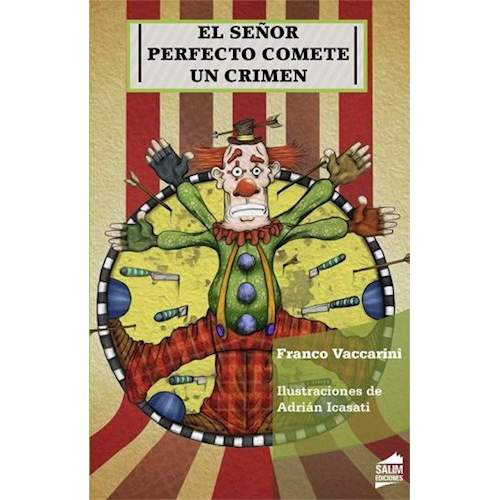 EL SEÑOR
PERFECTO COMETE
UN CRIMEN
Franco Vaccarini
Ilustraciones de
Adrián Icasati
SALIM
EDICIONES